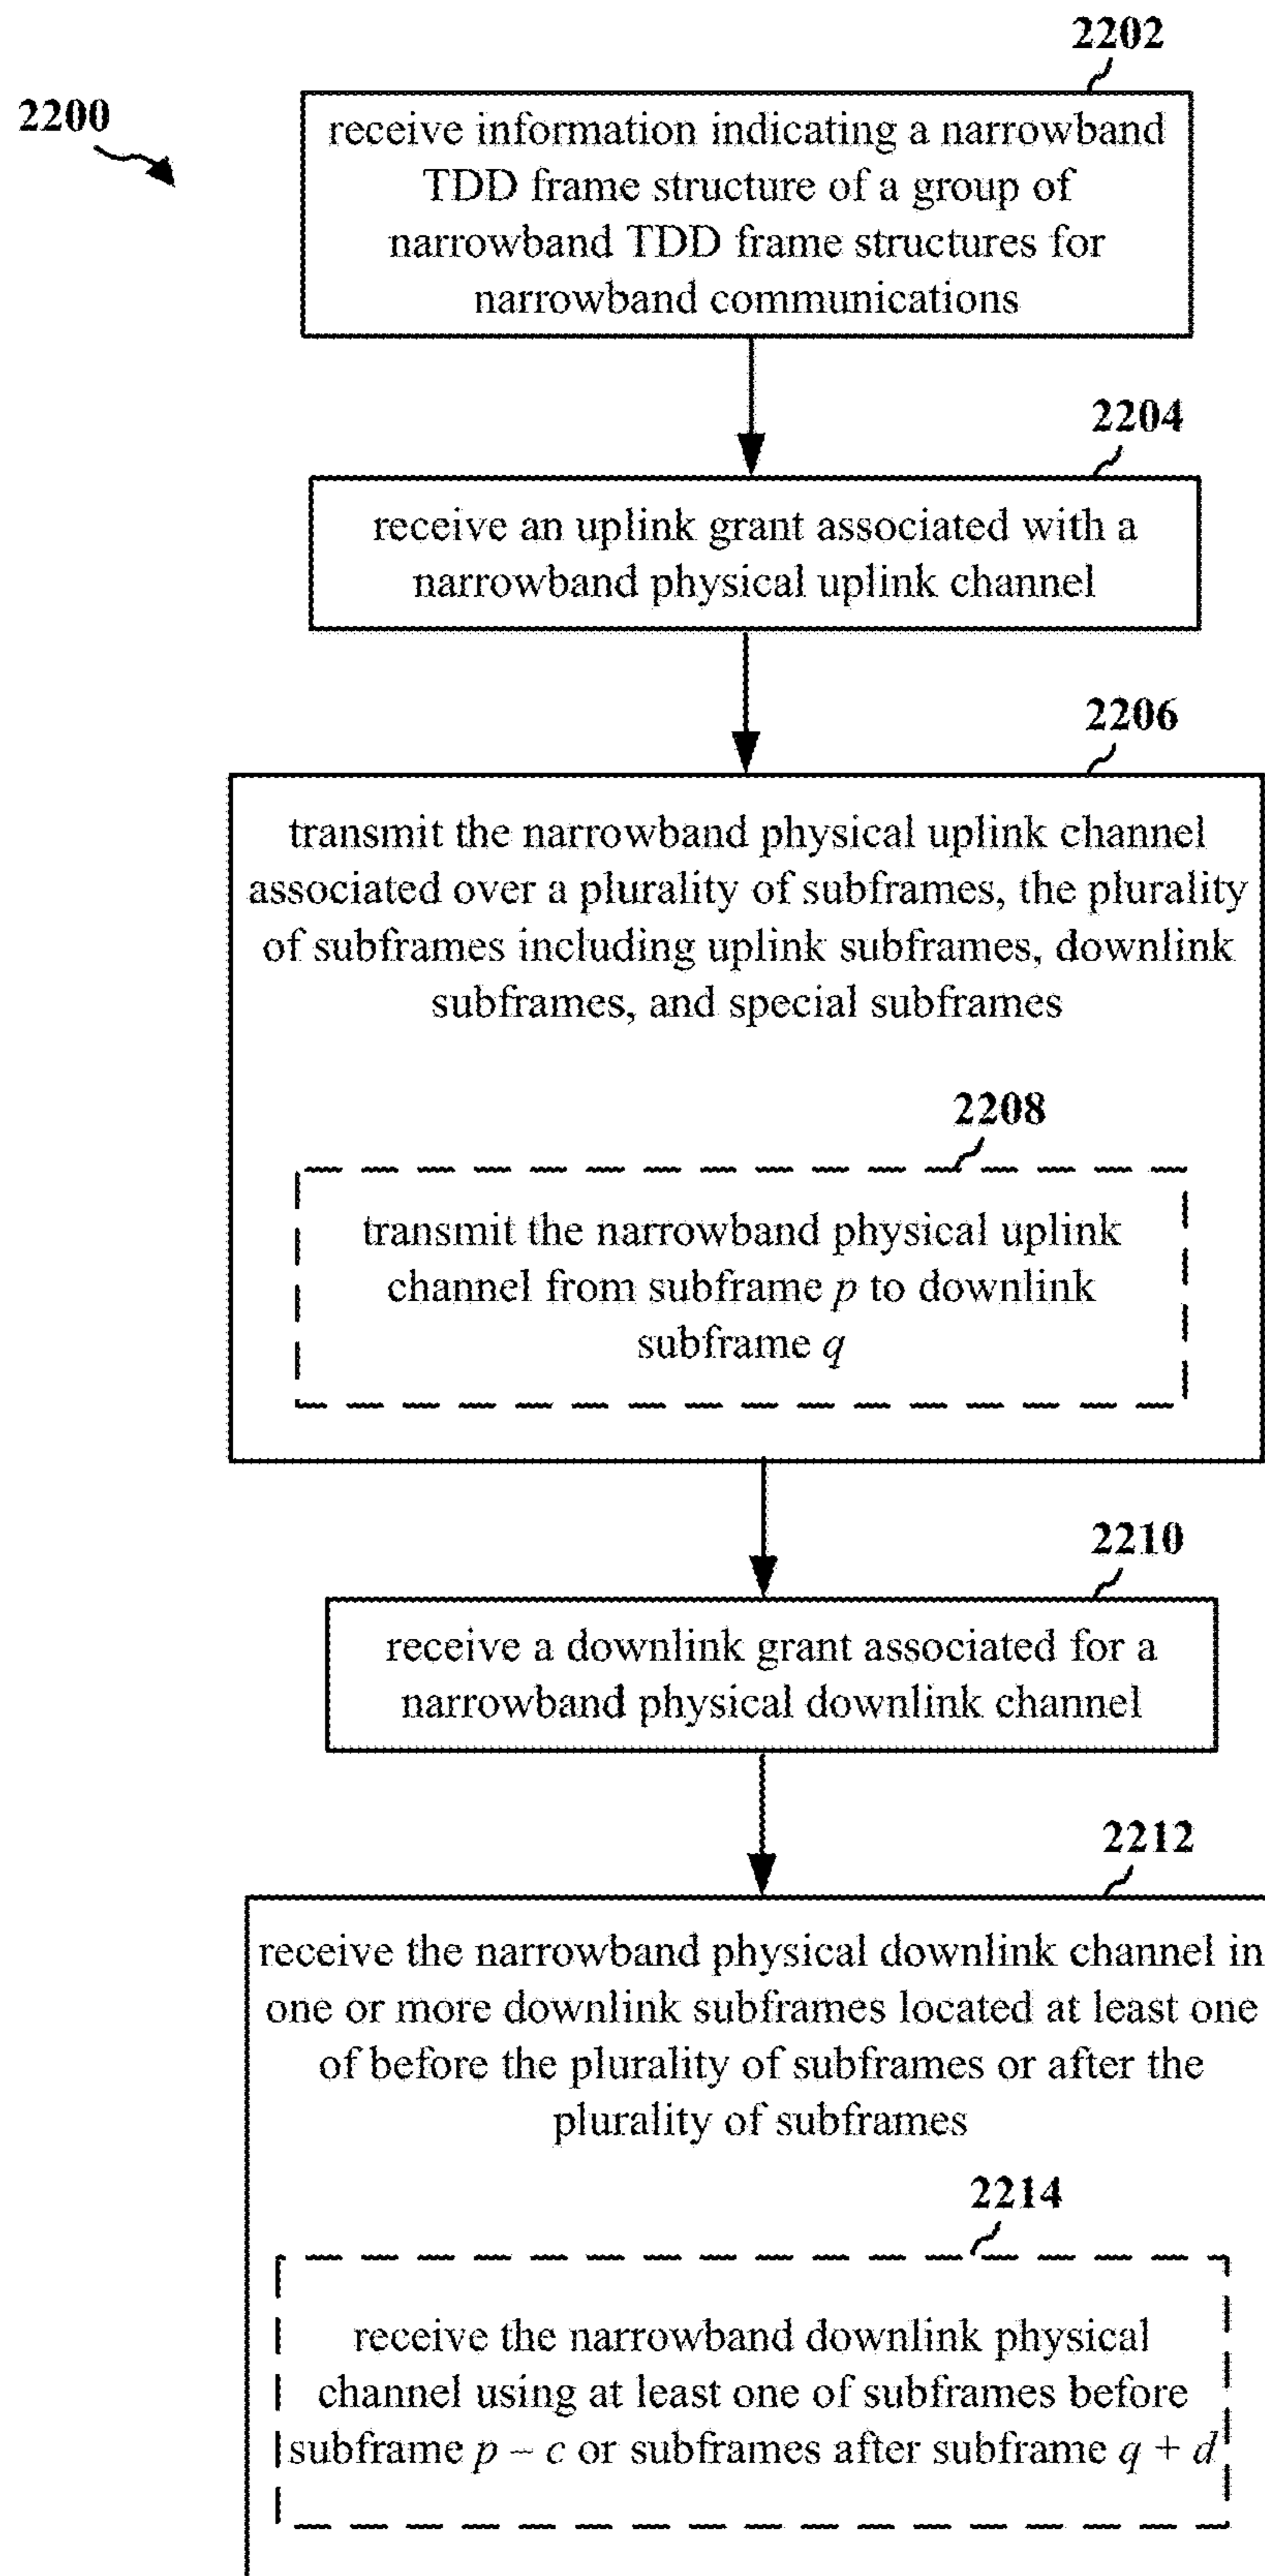 2202
2200
receive information indicating a narrowband
TDD frame structure of a group of
narrowband TDD frame structures for
narrowband communications
2204
receive an uplink grant associated with a
narrowband physical uplink channel
2206
transmit the narrowband physical uplink channel
associated over a plurality of subframes, the plurality
of subframes including uplink subframes, downlink
subframes, and special subframes
2208
transmit the narrowband physical uplink
channel from subframe p to downlink
subframe q
2210
receive a downlink grant associated for a
narrowband physical downlink channel
2212
receive the narrowband physical downlink channel in
one or more downlink subframes located at least one
of before the plurality of subframes or after the
plurality of subframes
2214
receive the narrowband downlink physical
channel using at least one of subframes before
subframe p – c or subframes after subframe q + d